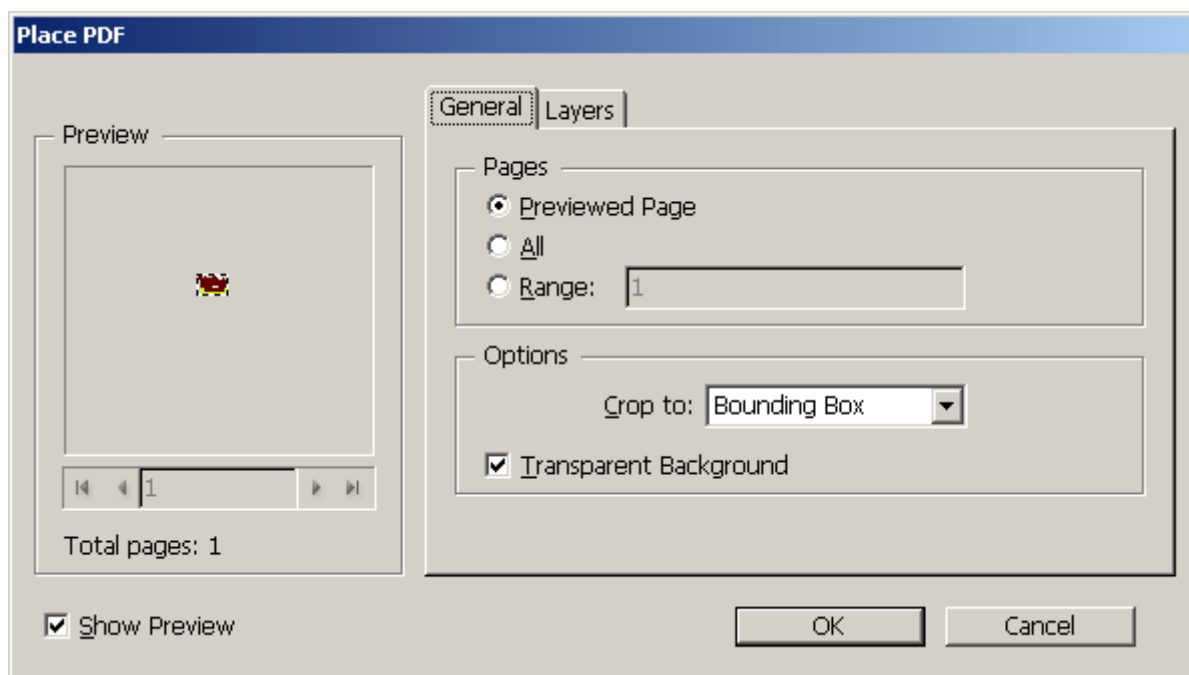 Place PDF
General Layers
Preview
1
Total pages: 1
Pages
Previewed Page
All
Range: 1
Options
Crop to: Bounding Box
Transparent Background
Show Preview
OK Cancel